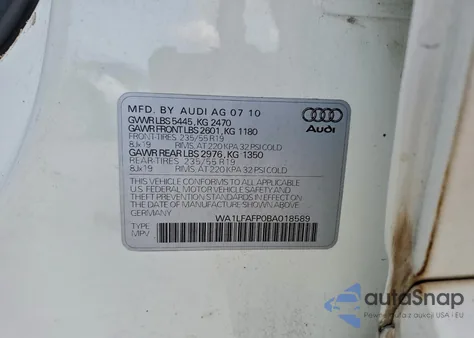 MFD. BY AUDI AG 07 10
GVWR LBS 5445, KG 2470
GAWR FRONT LBS 2601, KG 1180
FRONT-TIRES 235/55 R19
8Jx19 RIMS, AT 220 KPA 32 PSI COLD
GAWR REAR LBS 2976, KG 1350
REAR-TIRES 235/55 R19
8Jx19 RIMS, AT 220 KPA 32 PSI COLD
Audi
THIS VEHICLE CONFORMS TO ALL APPLICABLE
U.S. FEDERAL MOTOR VEHICLE SAFETY AND
THEFT PREVENTION STANDARDS IN EFFECT ON
THE DATE OF MANUFACTURE SHOWN ABOVE.
GERMANY WA1LFAFP0BA018589
TYPE
MPV
autoSnap
USA i EU